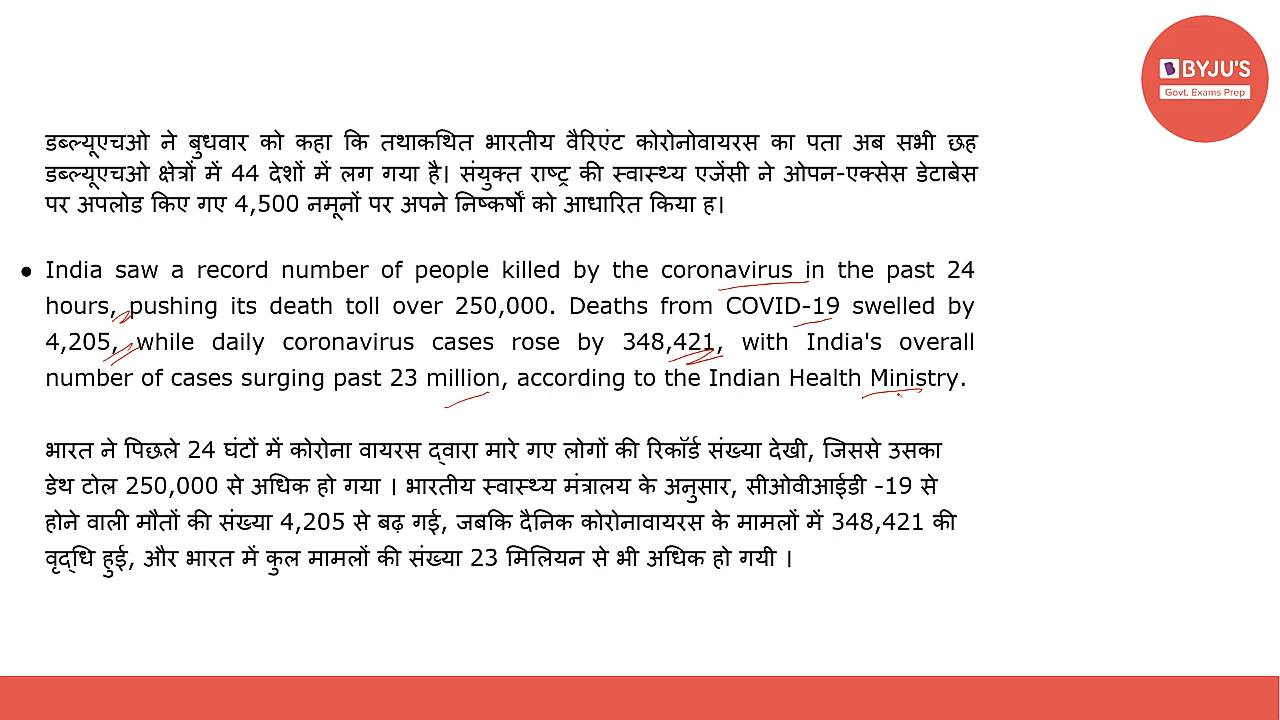 BYJU'S
Govt. Exams Prep
डब्ल्यूएचओ ने बुधवार को कहा कि तथाकथित भारतीय वैरिएंट कोरोनोवायरस का पता अब सभी छह
डब्ल्यूएचओ क्षेत्रों में 44 देशों में लग गया है। संयुक्त राष्ट्र की स्वास्थ्य एजेंसी ने ओपन-एक्सेस डेटाबेस
पर अपलोड किए गए 4,500 नमूनों पर अपने निष्कर्षों को आधारित किया ह।
● India saw a record number of people killed by the coronavirus in the past 24
hours, pushing its death toll over 250,000. Deaths from COVID-19 swelled by
4,205, while daily coronavirus cases rose by 348,421, with India's overall
number of cases surging past 23 million, according to the Indian Health Ministry.
भारत ने पिछले 24 घंटों में कोरोना वायरस द्वारा मारे गए लोगों की रिकॉर्ड संख्या देखी, जिससे उसका
डेथ टोल 250,000 से अधिक हो गया । भारतीय स्वास्थ्य मंत्रालय के अनुसार, सीओवीआईडी -19 से
होने वाली मौतों की संख्या 4,205 से बढ़ गई, जबकि दैनिक कोरोनावायरस के मामलों में 348,421 की
वृद्धि हुई, और भारत में कुल मामलों की संख्या 23 मिलियन से भी अधिक हो गयी ।